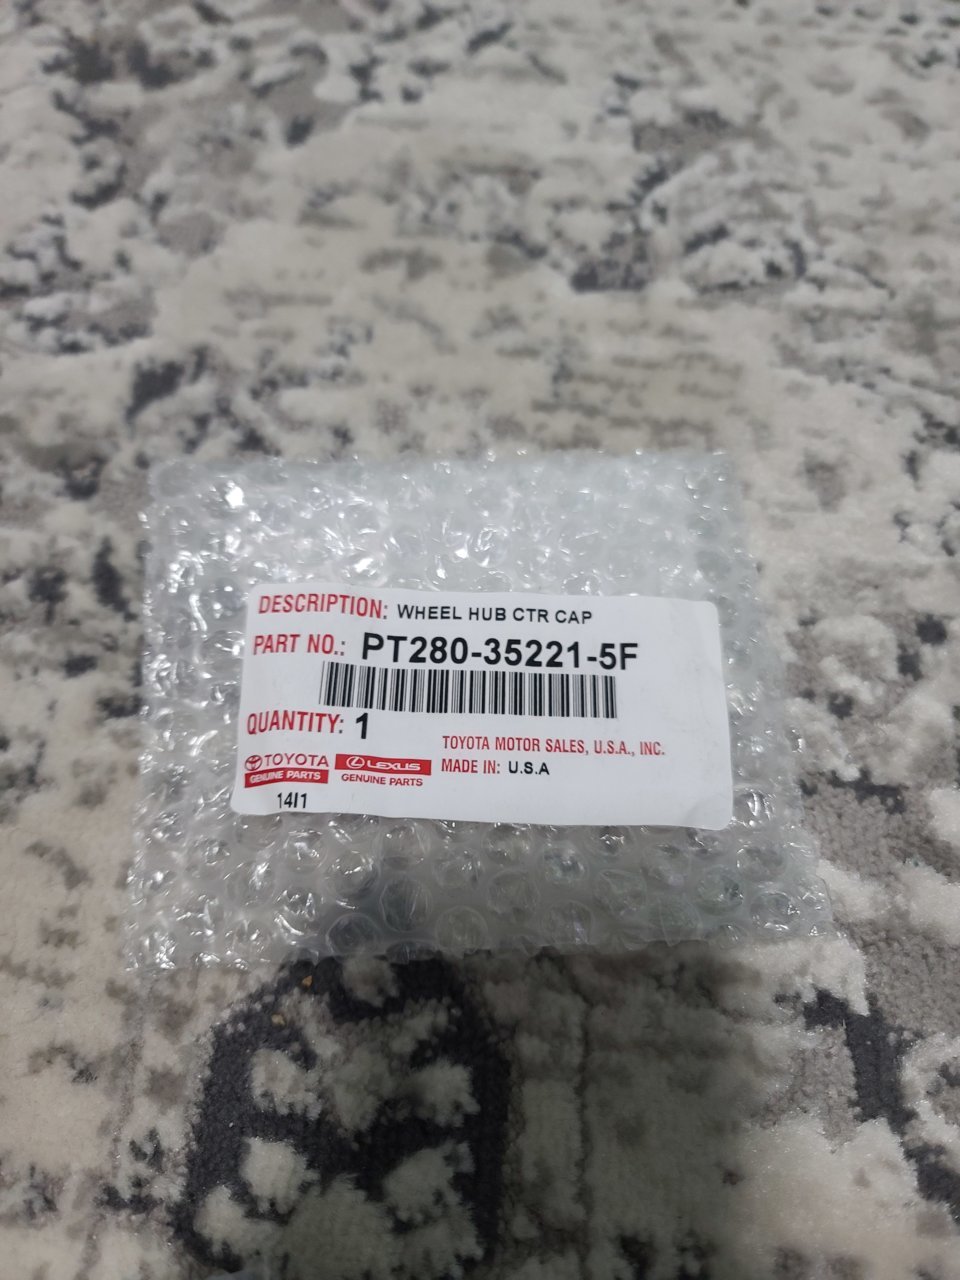 DESCRIPTION: WHEEL HUB CTR CAP
PART NO.: PT280-35221-5F
QUANTITY: 1
TOYOTA MOTOR SALES, U.S.A., INC.
MADE IN: U.S.A
TOYOTA
GENUINE PARTS
LEXUS
GENUINE PARTS
14I1